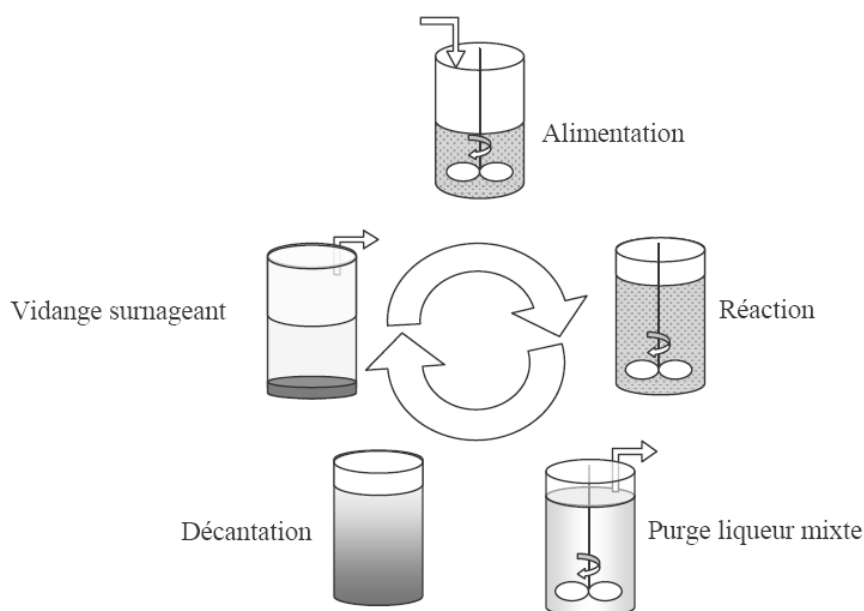 Alimentation
Réaction
Purge liqueur mixte
Décantation
Vidange surnageant